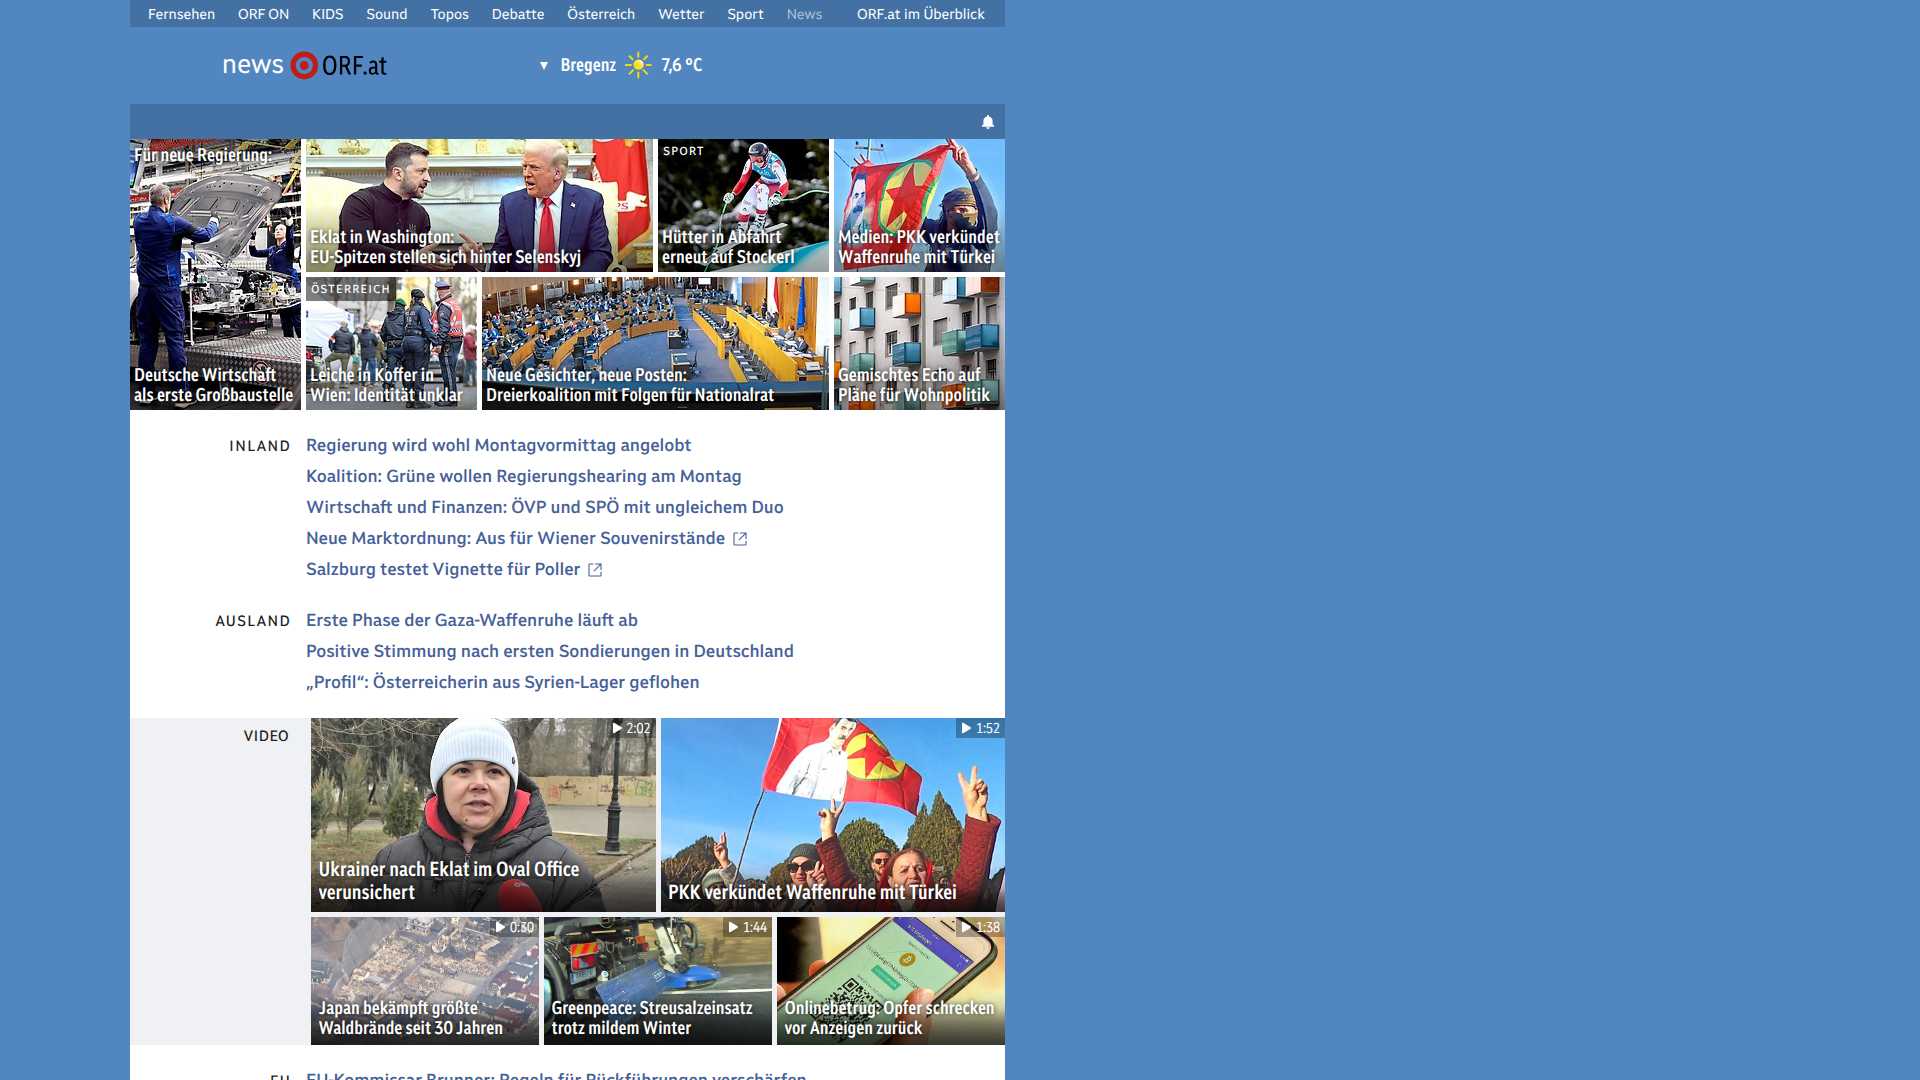 Fernsehen ORF ON KIDS Sound Topos Debatte Österreich Wetter Sport News ORF.at im Überblick
news ORF.at
Bregenz 7,6 °C
Für neue Regierung:
Deutsche Wirtschaft
als erste Großbaustelle
Eklat in Washington:
EU-Spitzen stellen sich hinter Selenskyj
SPORT
Hütter in Abfahrt
erneut auf Stockerl
Medien: PKK verkündet
Waffenruhe mit Türkei
ÖSTERREICH
Leiche in Koffer in
Wien: Identität unklar
Neue Gesichter, neue Posten:
Dreierkoalition mit Folgen für Nationalrat
Gemischtes Echo auf
Pläne für Wohnpolitik
INLAND
Regierung wird wohl Montagvormittag angelobt
Koalition: Grüne wollen Regierungshearing am Montag
Wirtschaft und Finanzen: ÖVP und SPÖ mit ungleichem Duo
Neue Marktordnung: Aus für Wiener Souvenirstände
Salzburg testet Vignette für Poller
AUSLAND
Erste Phase der Gaza-Waffenruhe läuft ab
Positive Stimmung nach ersten Sondierungen in Deutschland
„Profil“: Österreicherin aus Syrien-Lager geflohen
VIDEO
2:02
Ukrainer nach Eklat im Oval Office
verunsichert
1:52
PKK verkündet Waffenruhe mit Türkei
0:30
Japan bekämpft größte
Waldbrände seit 30 Jahren
1:44
Greenpeace: Streusalzeinsatz
trotz mildem Winter
1:38
Onlinebetrug: Opfer schrecken
vor Anzeigen zurück
EU
EU-Kommissar Brunner: Regeln für Rückführungen verschärfen